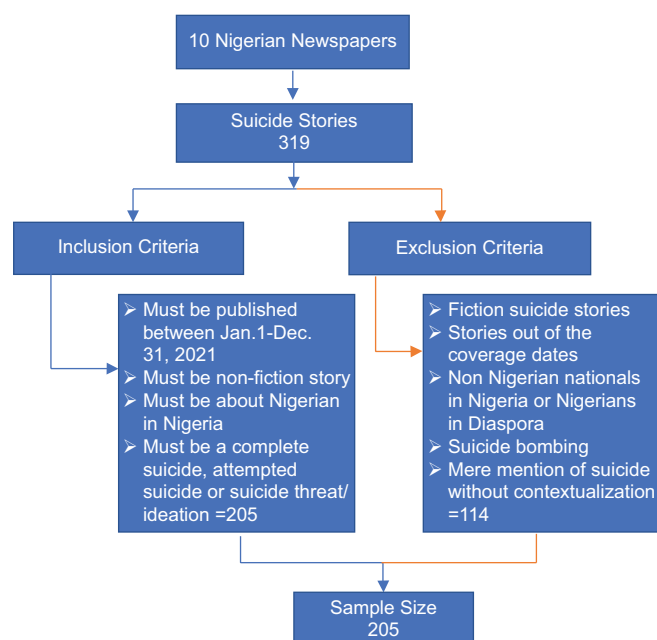 10 Nigerian Newspapers
Suicide Stories
319
Inclusion Criteria
Exclusion Criteria
➢ Must be published
between Jan.1-Dec.
31, 2021
➢ Must be non-fiction story
➢ Must be about Nigerian
in Nigeria
➢ Must be a complete
suicide, attempted
suicide or suicide threat/
ideation =205
➢ Fiction suicide stories
➢ Stories out of the
coverage dates
➢ Non Nigerian nationals
in Nigeria or Nigerians
in Diaspora
➢ Suicide bombing
➢ Mere mention of suicide
without contextualization
=114
Sample Size
205